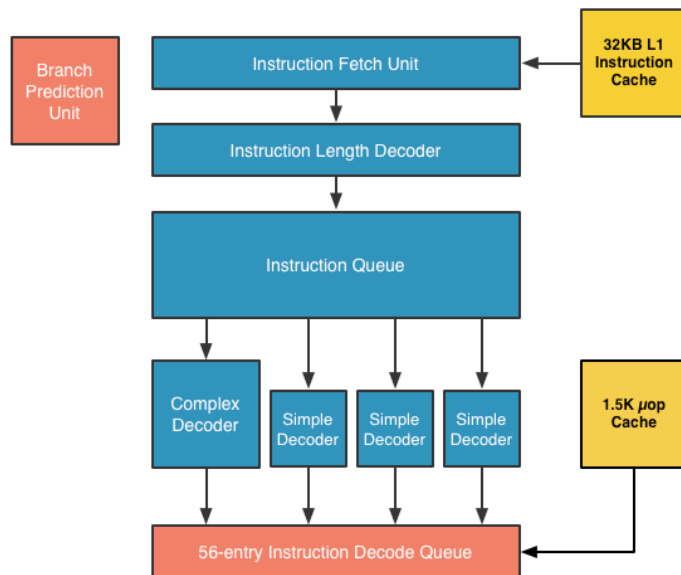 Branch
Prediction
Unit
Instruction Fetch Unit
32KB L1
Instruction
Cache
Instruction Length Decoder
Instruction Queue
Complex
Decoder
Simple
Decoder
Simple
Decoder
Simple
Decoder
1.5K µop
Cache
56-entry Instruction Decode Queue